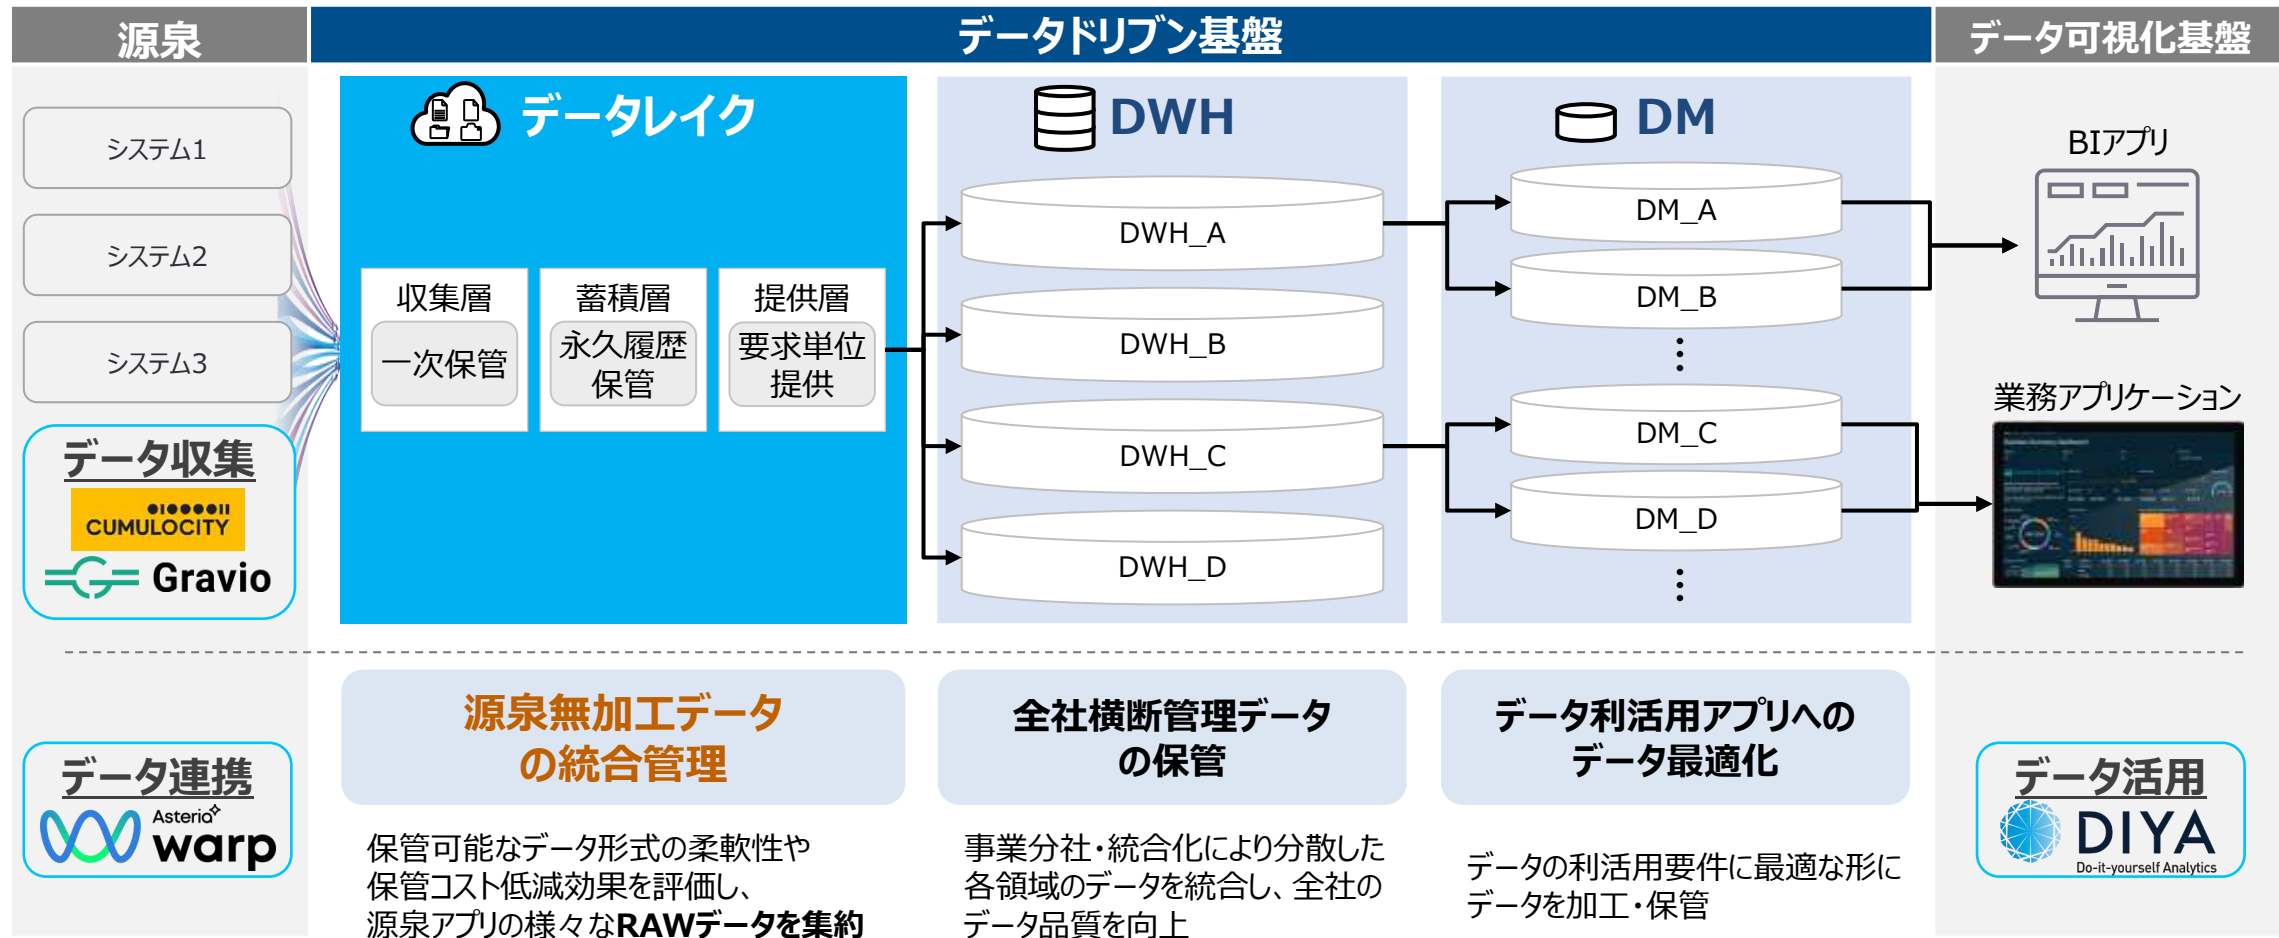 源泉
データドリブン基盤
データ可視化基盤
システム1
システム2
システム3
データ収集
CUMULOCITY
Gravio
データ連携
Asteria
warp
データレイク
収集層
一次保管
蓄積層
永久履歴
保管
提供層
要求単位
提供
DWH
DWH_A
DWH_B
DWH_C
DWH_D
DM
DM_A
DM_B
⋮
DM_C
DM_D
⋮
BIアプリ
業務アプリケーション
源泉無加工データ
の統合管理
保管可能なデータ形式の柔軟性や
保管コスト低減効果を評価し、
源泉アプリの様々なRAWデータを集約
全社横断管理データ
の保管
事業分社・統合化により分散した
各領域のデータを統合し、全社の
データ品質を向上
データ利活用アプリへの
データ最適化
データの利活用要件に最適な形に
データを加工・保管
データ活用
DIYA
Do-it-yourself Analytics